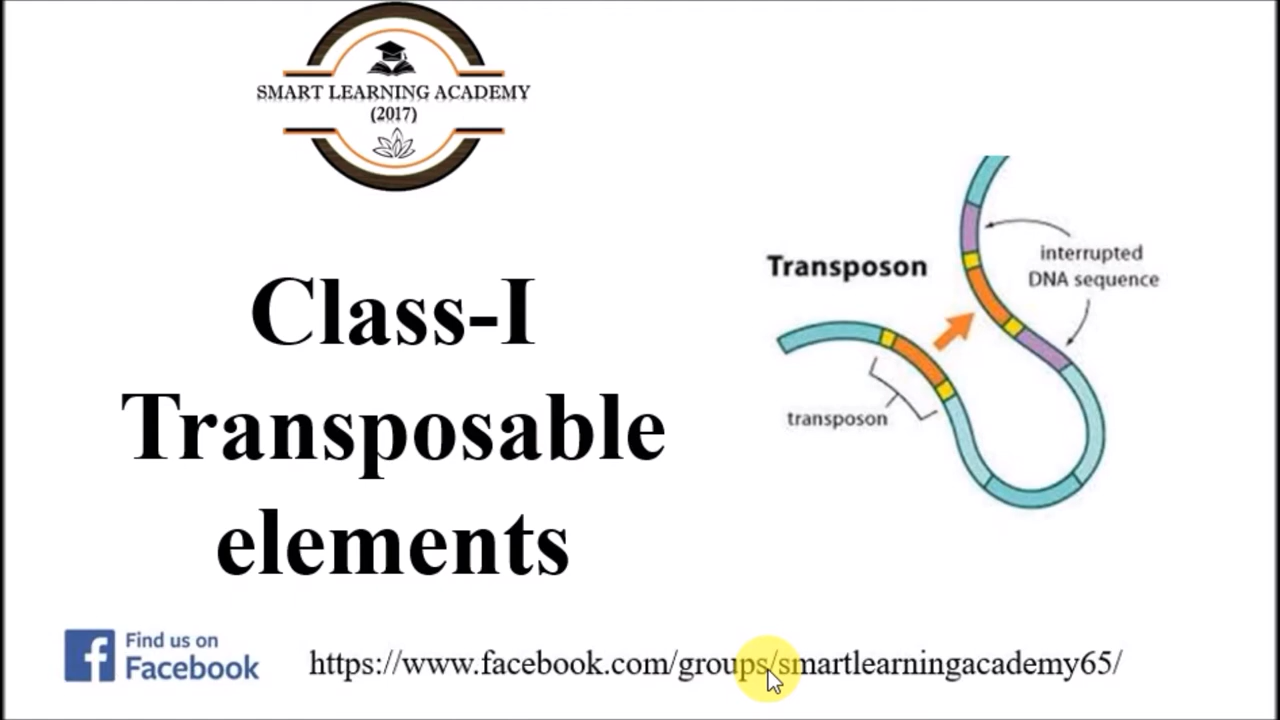 SMART LEARNING ACADEMY
(2017)
Class-I
Transposable
elements
Transposon
interrupted
DNA sequence
transposon
Find us on
Facebook
https://www.facebook.com/groups/smartlearningacademy65/